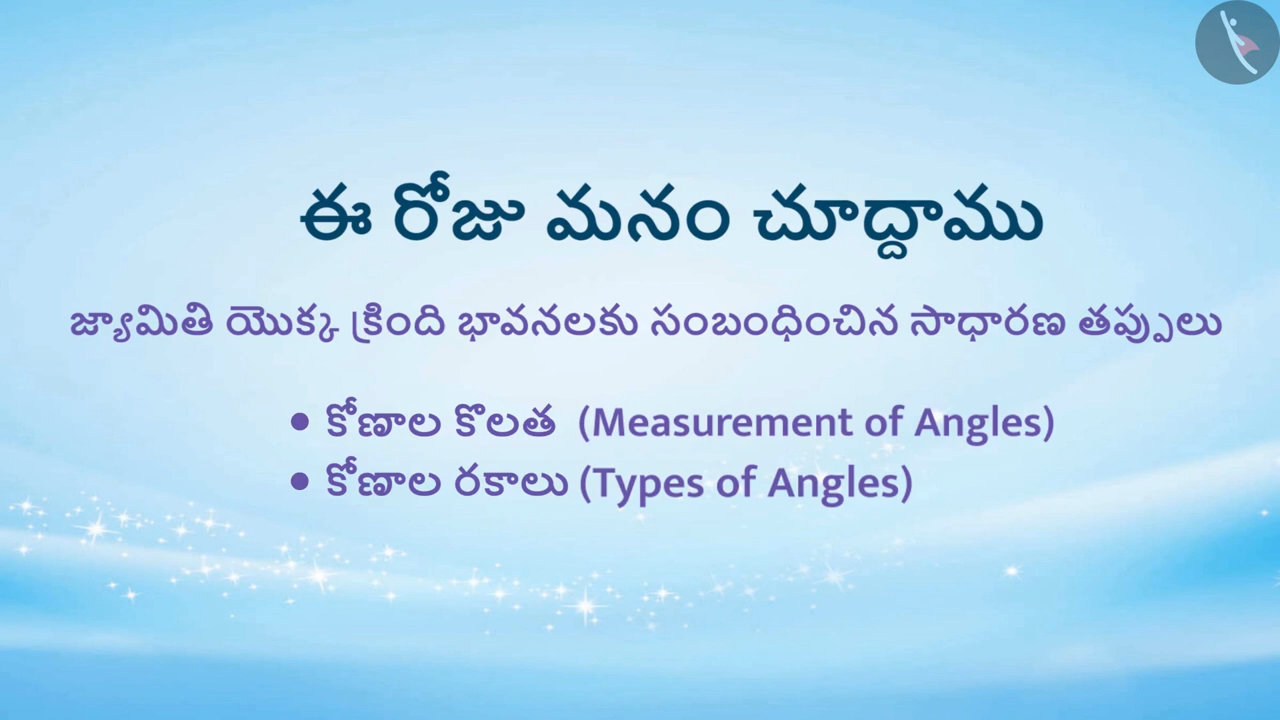 ఈ రోజు మనం చూద్దాము
జ్యామితి యొక్క క్రింది భావనలకు సంబంధించిన సాధారణ తప్పులు
• కోణాల కొలత (Measurement of Angles)
• కోణాల రకాలు (Types of Angles)